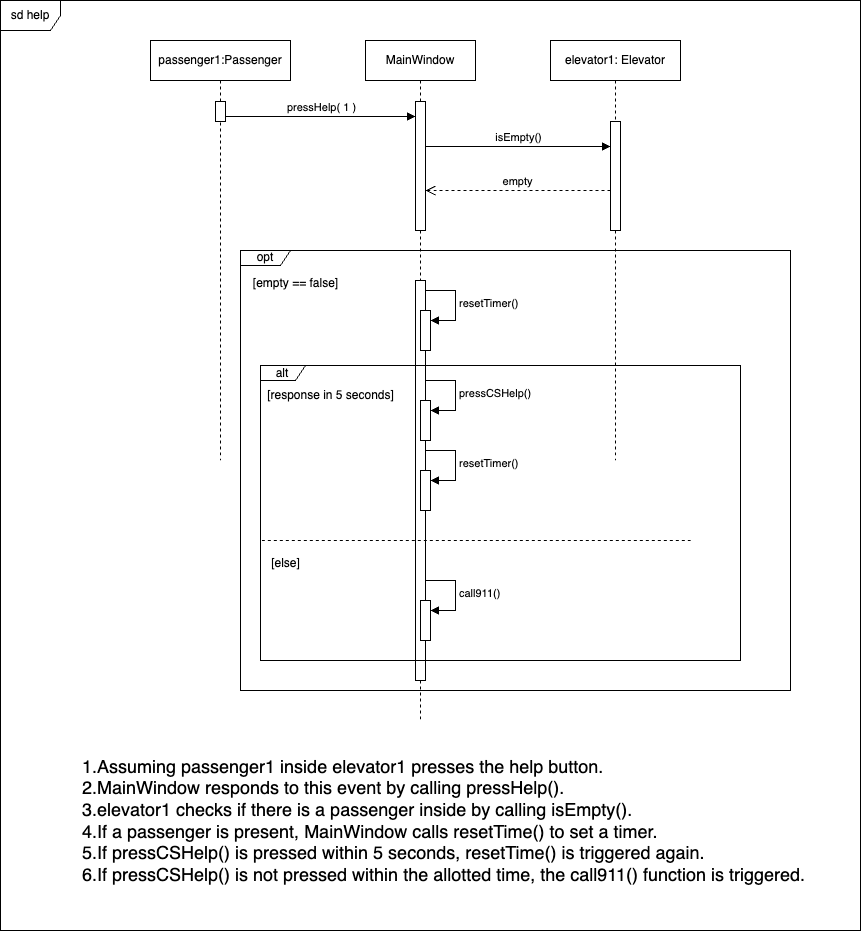 sd help
passenger1:Passenger
MainWindow
elevator1: Elevator
pressHelp( 1 )
isEmpty()
empty
opt
[empty == false]
resetTimer()
alt
[response in 5 seconds]
pressCSHelp()
resetTimer()
[else]
call911()
1.Assuming passenger1 inside elevator1 presses the help button.
2.MainWindow responds to this event by calling pressHelp().
3.elevator1 checks if there is a passenger inside by calling isEmpty().
4.If a passenger is present, MainWindow calls resetTime() to set a timer.
5.If pressCSHelp() is pressed within 5 seconds, resetTime() is triggered again.
6.If pressCSHelp() is not pressed within the allotted time, the call911() function is triggered.